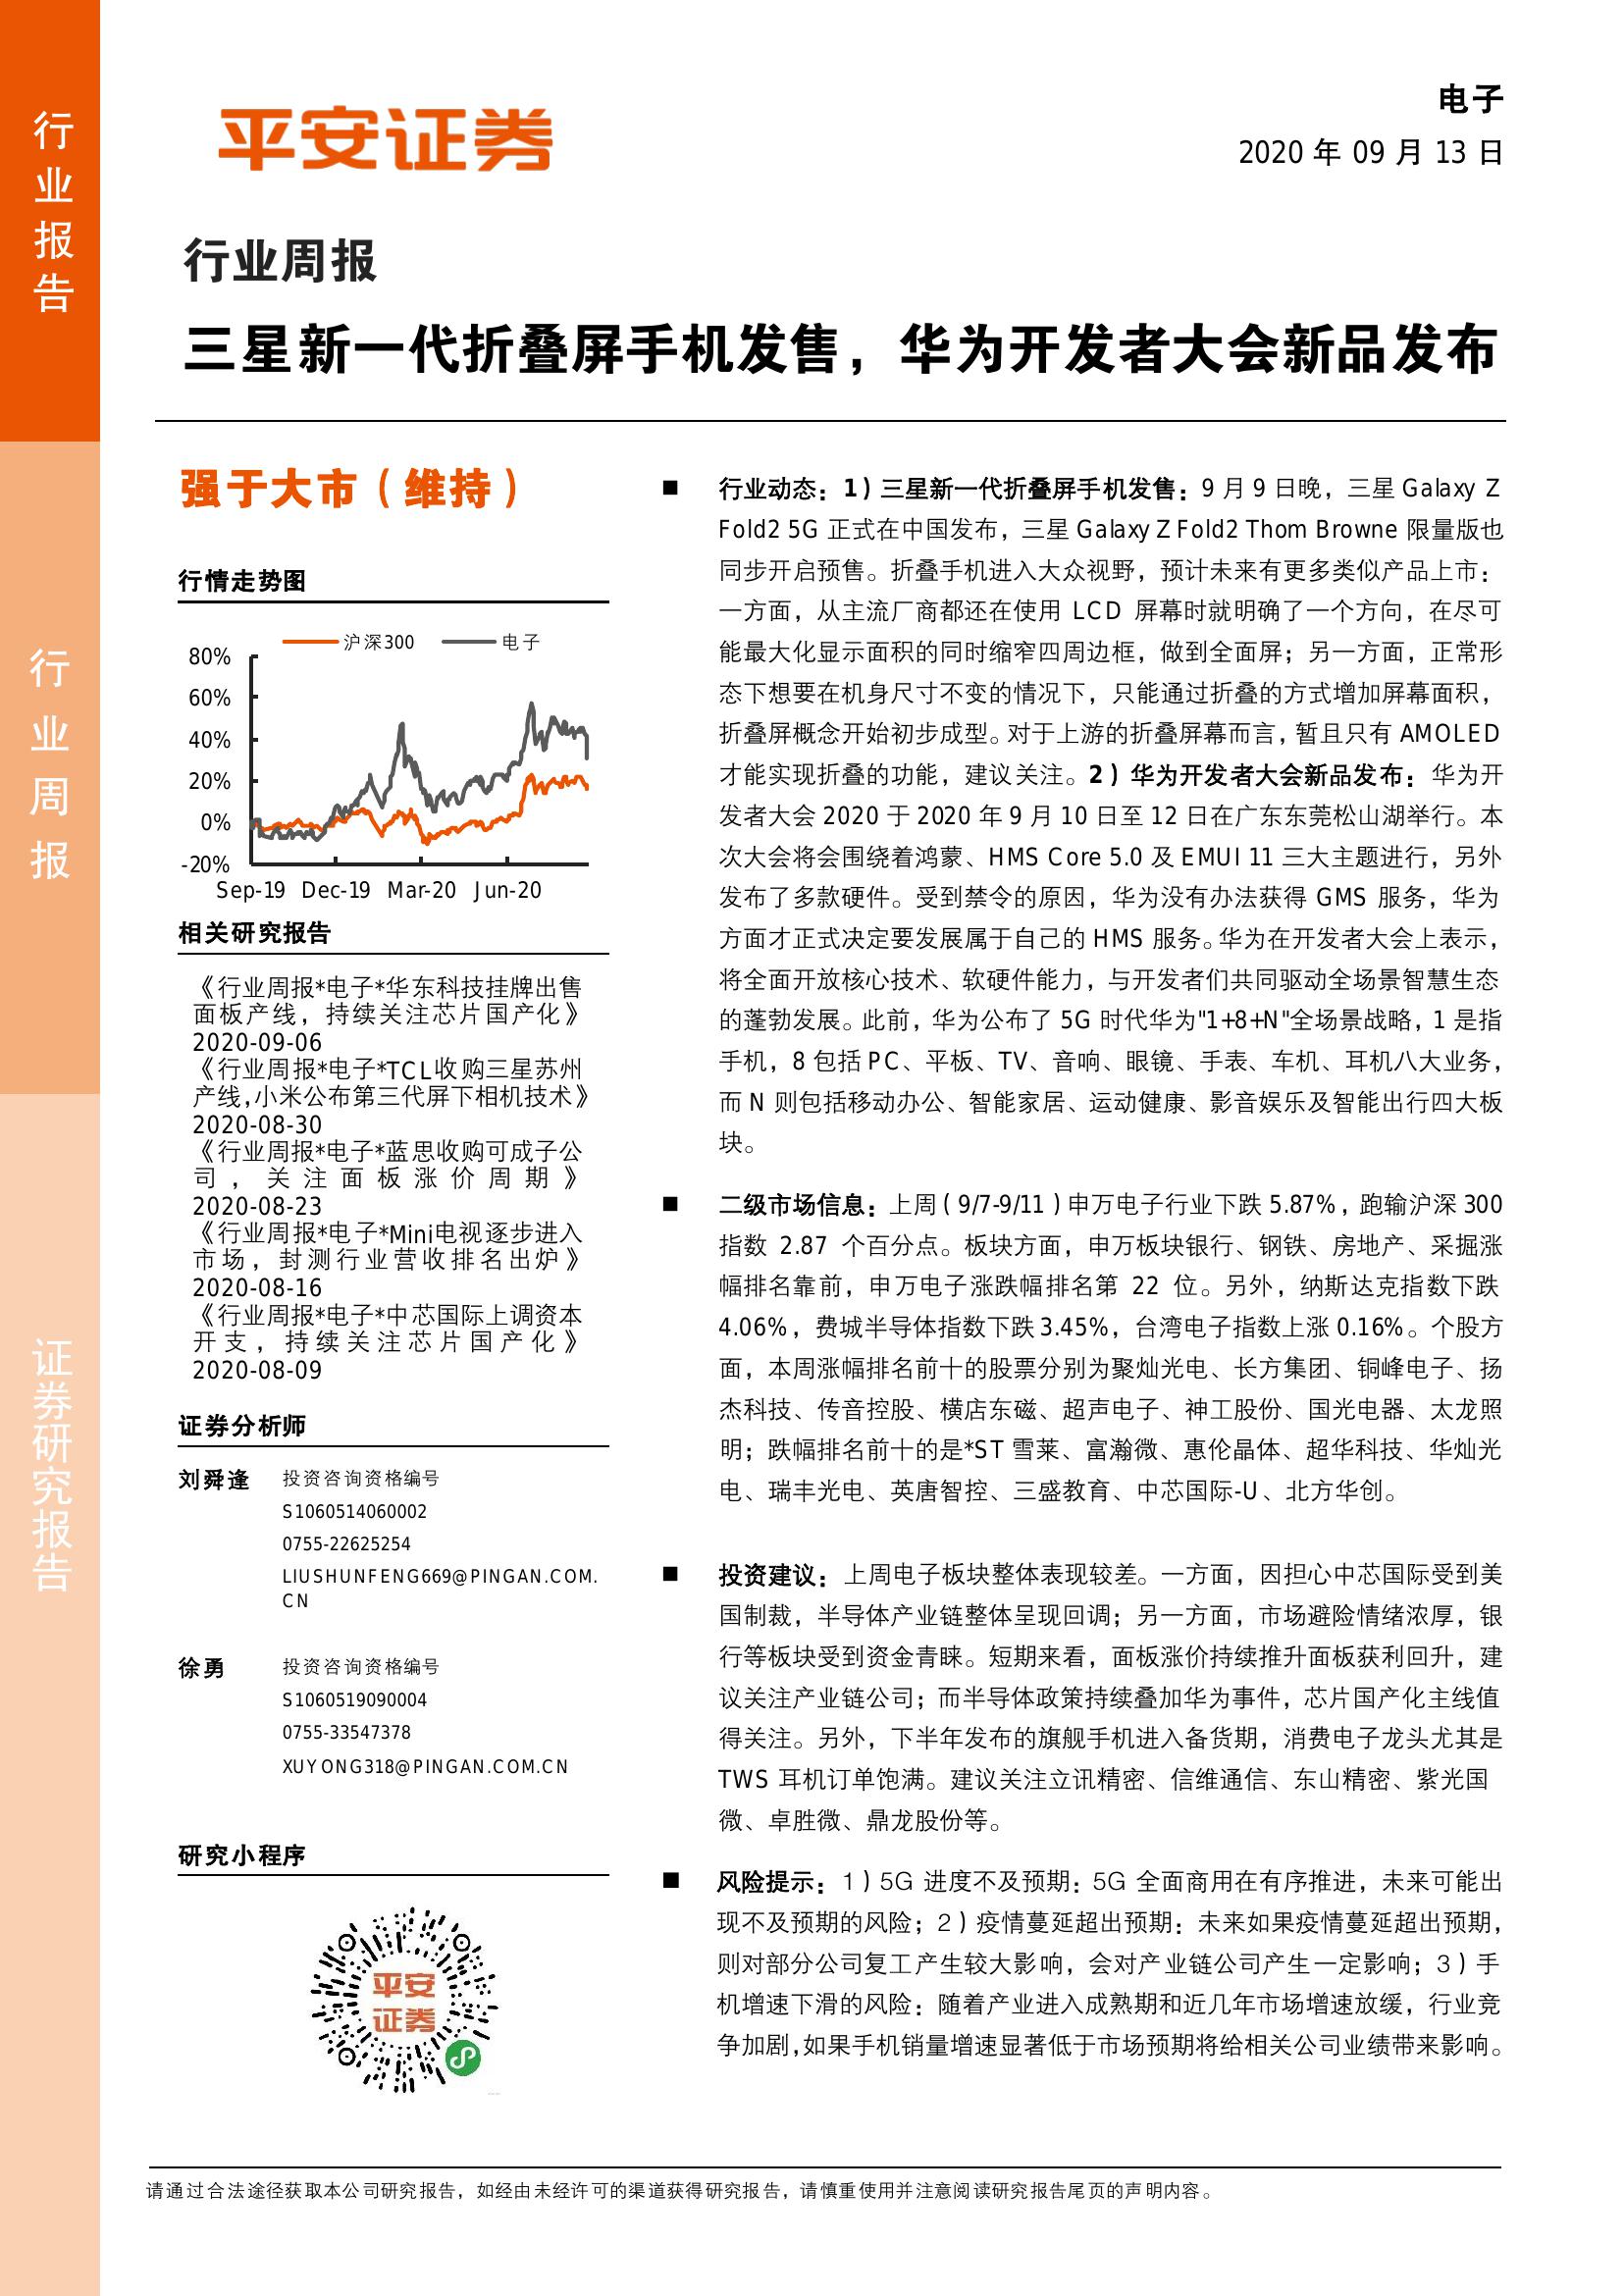 行业报告
行业周报
证券研究报告
平安证券
电子
2020 年 09 月 13 日
行业周报
三星新一代折叠屏手机发售，华为开发者大会新品发布
强于大市（维持）
行情走势图
沪深300 电子
80%
60%
40%
20%
0%
-20%
Sep-19 Dec-19 Mar-20 Jun-20
相关研究报告
《行业周报*电子*华东科技挂牌出售
面板产线，持续关注芯片国产化》
2020-09-06
《行业周报*电子*TCL收购三星苏州
产线,小米公布第三代屏下相机技术》
2020-08-30
《行业周报*电子*蓝思收购可成子公
司，关注面板涨价周期》
2020-08-23
《行业周报*电子*Mini电视逐步进入
市场，封测行业营收排名出炉》
2020-08-16
《行业周报*电子*中芯国际上调资本
开支，持续关注芯片国产化》
2020-08-09
证券分析师
刘舜逢 投资咨询资格编号
S1060514060002
0755-22625254
LIUSHUNFENG669@PINGAN.COM.
CN
徐勇 投资咨询资格编号
S1060519090004
0755-33547378
XUYONG318@PINGAN.COM.CN
研究小程序
平安
证券
■ 行业动态：1）三星新一代折叠屏手机发售：9 月 9 日晚，三星 Galaxy Z
Fold2 5G 正式在中国发布，三星 Galaxy Z Fold2 Thom Browne 限量版也
同步开启预售。折叠手机进入大众视野，预计未来有更多类似产品上市：
一方面，从主流厂商都还在使用 LCD 屏幕时就明确了一个方向，在尽可
能最大化显示面积的同时缩窄四周边框，做到全面屏；另一方面，正常形
态下想要在机身尺寸不变的情况下，只能通过折叠的方式增加屏幕面积，
折叠屏概念开始初步成型。对于上游的折叠屏幕而言，暂且只有 AMOLED
才能实现折叠的功能，建议关注。2）华为开发者大会新品发布：华为开
发者大会 2020 于 2020 年 9 月 10 日至 12 日在广东东莞松山湖举行。本
次大会将会围绕着鸿蒙、HMS Core 5.0 及 EMUI 11 三大主题进行，另外
发布了多款硬件。受到禁令的原因，华为没有办法获得 GMS 服务，华为
方面才正式决定要发展属于自己的 HMS 服务。华为在开发者大会上表示，
将全面开放核心技术、软硬件能力，与开发者们共同驱动全场景智慧生态
的蓬勃发展。此前，华为公布了 5G 时代华为"1+8+N"全场景战略，1 是指
手机，8 包括 PC、平板、TV、音响、眼镜、手表、车机、耳机八大业务，
而 N 则包括移动办公、智能家居、运动健康、影音娱乐及智能出行四大板
块。
■ 二级市场信息：上周（9/7-9/11）申万电子行业下跌 5.87%，跑输沪深 300
指数 2.87 个百分点。板块方面，申万板块银行、钢铁、房地产、采掘涨
幅排名靠前，申万电子涨跌幅排名第 22 位。另外，纳斯达克指数下跌
4.06%，费城半导体指数下跌 3.45%，台湾电子指数上涨 0.16%。个股方
面，本周涨幅排名前十的股票分别为聚灿光电、长方集团、铜峰电子、扬
杰科技、传音控股、横店东磁、超声电子、神工股份、国光电器、太龙照
明；跌幅排名前十的是*ST 雪莱、富瀚微、惠伦晶体、超华科技、华灿光
电、瑞丰光电、英唐智控、三盛教育、中芯国际-U、北方华创。
■ 投资建议：上周电子板块整体表现较差。一方面，因担心中芯国际受到美
国制裁，半导体产业链整体呈现回调；另一方面，市场避险情绪浓厚，银
行等板块受到资金青睐。短期来看，面板涨价持续推升面板获利回升，建
议关注产业链公司；而半导体政策持续叠加华为事件，芯片国产化主线值
得关注。另外，下半年发布的旗舰手机进入备货期，消费电子龙头尤其是
TWS 耳机订单饱满。建议关注立讯精密、信维通信、东山精密、紫光国
微、卓胜微、鼎龙股份等。
■ 风险提示：1）5G 进度不及预期：5G 全面商用在有序推进，未来可能出
现不及预期的风险；2）疫情蔓延超出预期：未来如果疫情蔓延超出预期，
则对部分公司复工产生较大影响，会对产业链公司产生一定影响；3）手
机增速下滑的风险：随着产业进入成熟期和近几年市场增速放缓，行业竞
争加剧,如果手机销量增速显著低于市场预期将给相关公司业绩带来影响。
请通过合法途径获取本公司研究报告，如经由未经许可的渠道获得研究报告，请慎重使用并注意阅读研究报告尾页的声明内容。